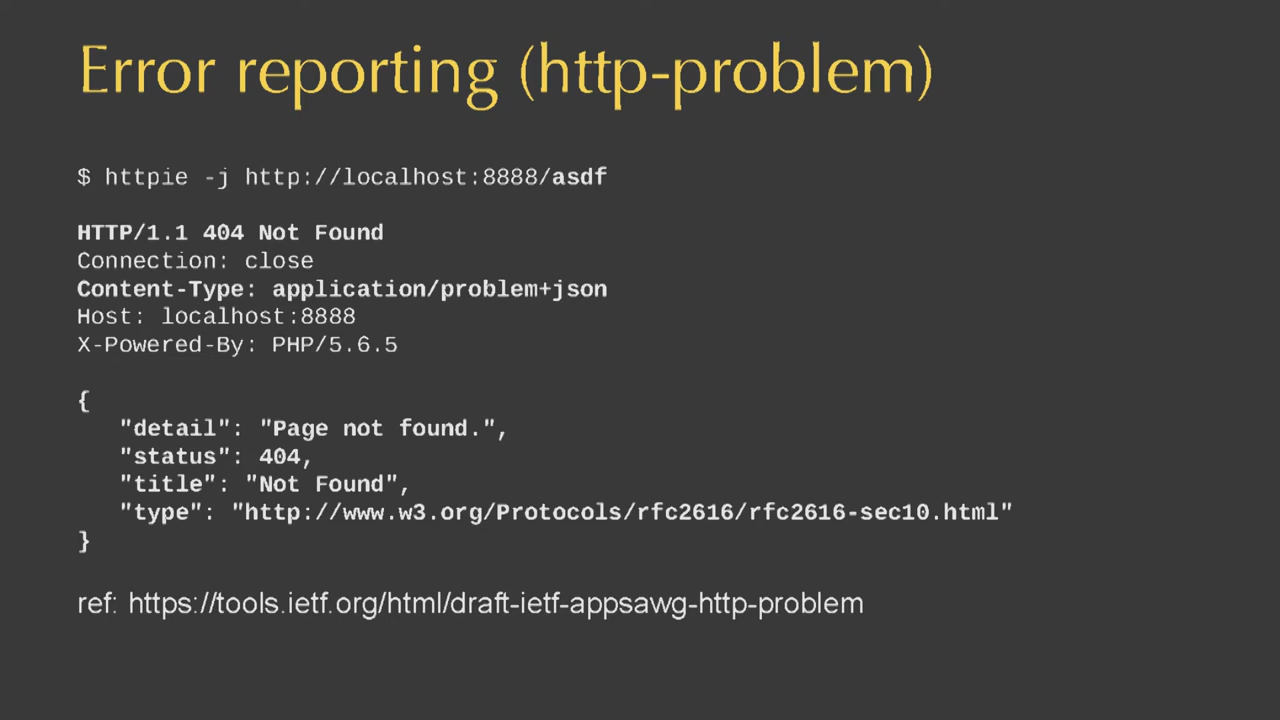 Error reporting (http-problem)
$ httpie -j http://localhost:8888/asdf
HTTP/1.1 404 Not Found
Connection: close
Content-Type: application/problem+json
Host: localhost:8888
X-Powered-By: PHP/5.6.5
{
"detail": "Page not found.",
"status": 404,
"title": "Not Found",
"type": "http://www.w3.org/Protocols/rfc2616/rfc2616-sec10.html"
}
ref: https://tools.ietf.org/html/draft-ietf-appsawg-http-problem